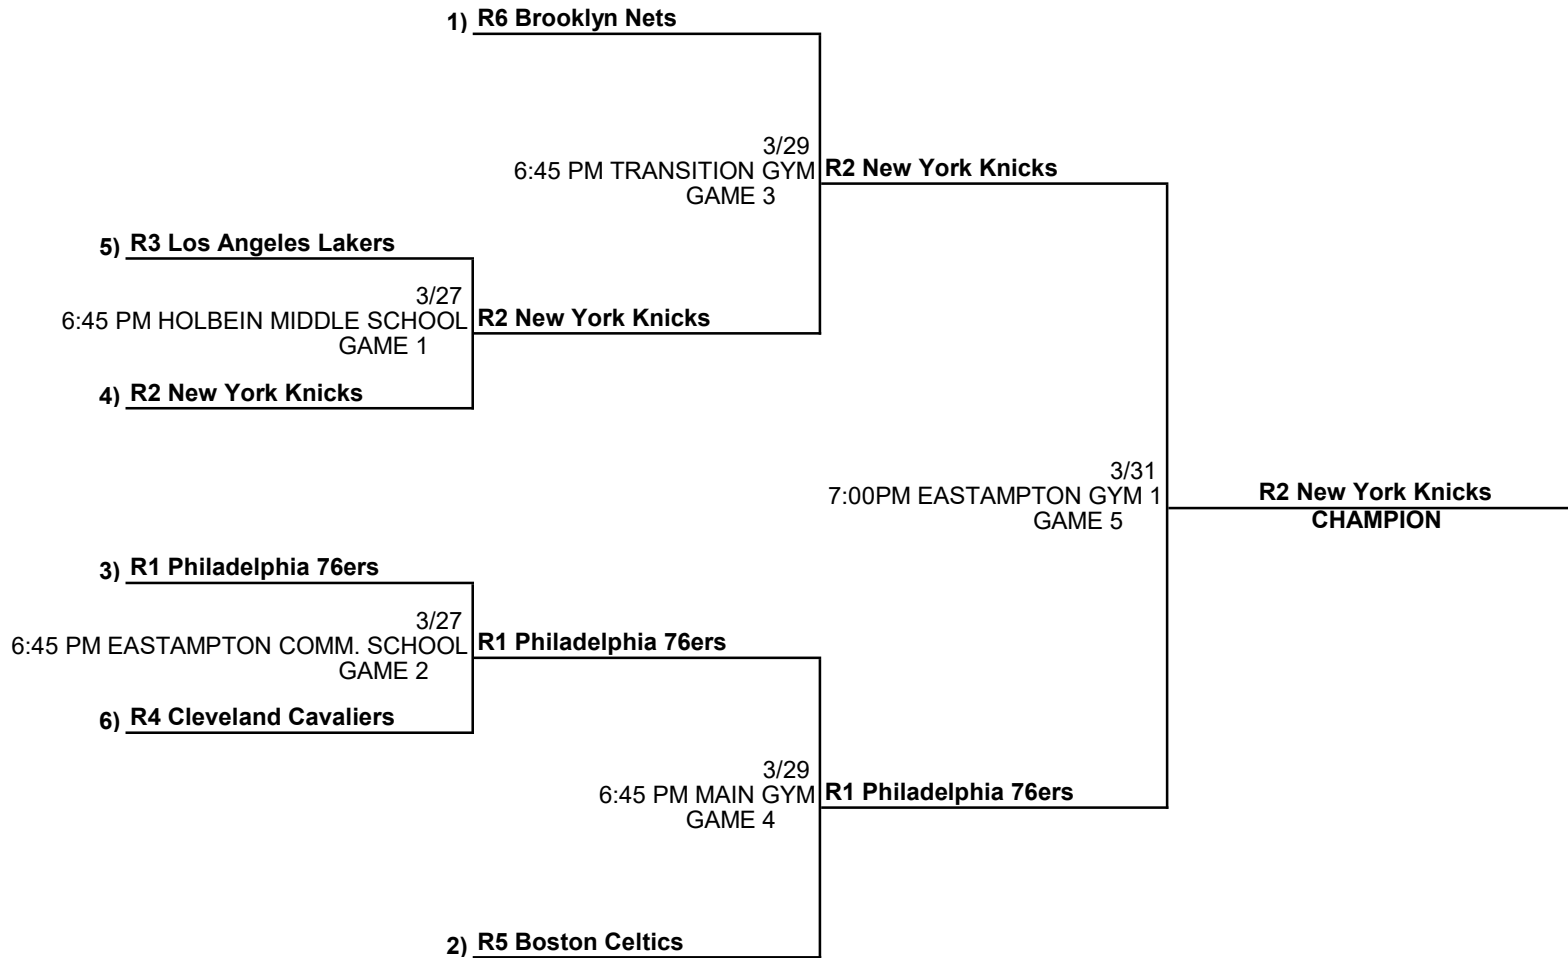 1) R6 Brooklyn Nets
3/29
6:45 PM TRANSITION GYM
GAME 3
R2 New York Knicks
5) R3 Los Angeles Lakers
3/27
6:45 PM HOLBEIN MIDDLE SCHOOL
GAME 1
R2 New York Knicks
4) R2 New York Knicks
3/31
7:00PM EASTAMPTON GYM 1
GAME 5
R2 New York Knicks
CHAMPION
3) R1 Philadelphia 76ers
3/27
6:45 PM EASTAMPTON COMM. SCHOOL
GAME 2
R1 Philadelphia 76ers
6) R4 Cleveland Cavaliers
3/29
6:45 PM MAIN GYM
GAME 4
R1 Philadelphia 76ers
2) R5 Boston Celtics